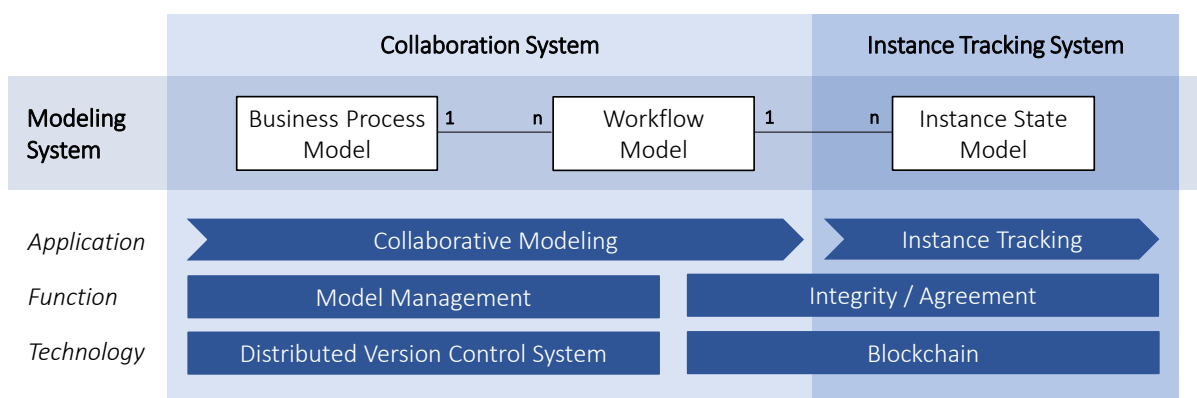 Collaboration System
Instance Tracking System
Modeling
System
Business Process
Model
1
n
Workflow
Model
1
n
Instance State
Model
Application
Collaborative Modeling
Instance Tracking
Function
Model Management
Integrity / Agreement
Technology
Distributed Version Control System
Blockchain